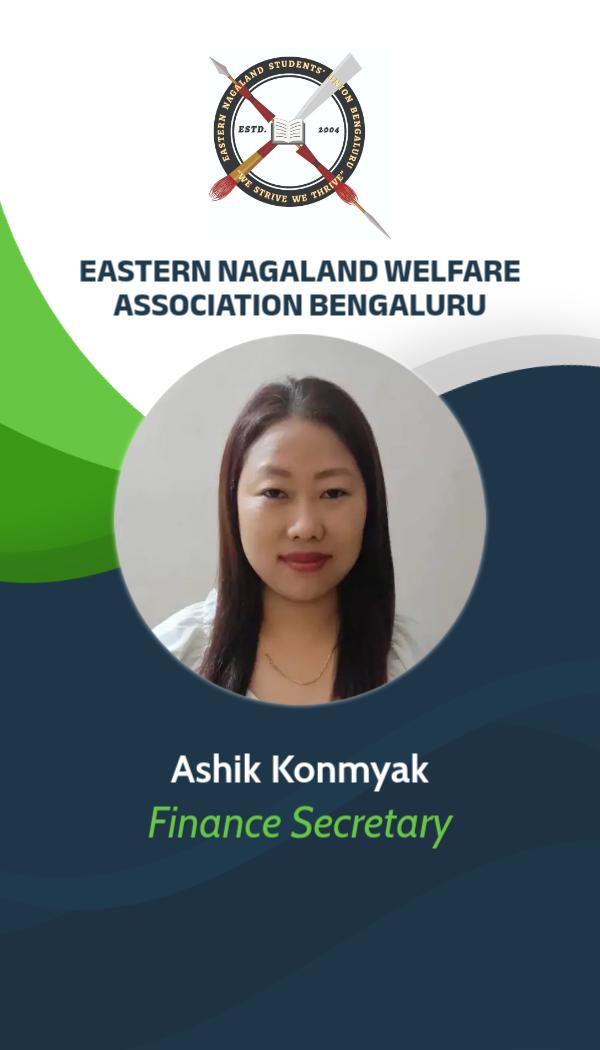 EASTERN NAGALAND STUDENTS' UNION BENGALURU
ESTD. 2004
"WE STRIVE WE THRIVE"
EASTERN NAGALAND WELFARE
ASSOCIATION BENGALURU
Ashik Konmyak
Finance Secretary